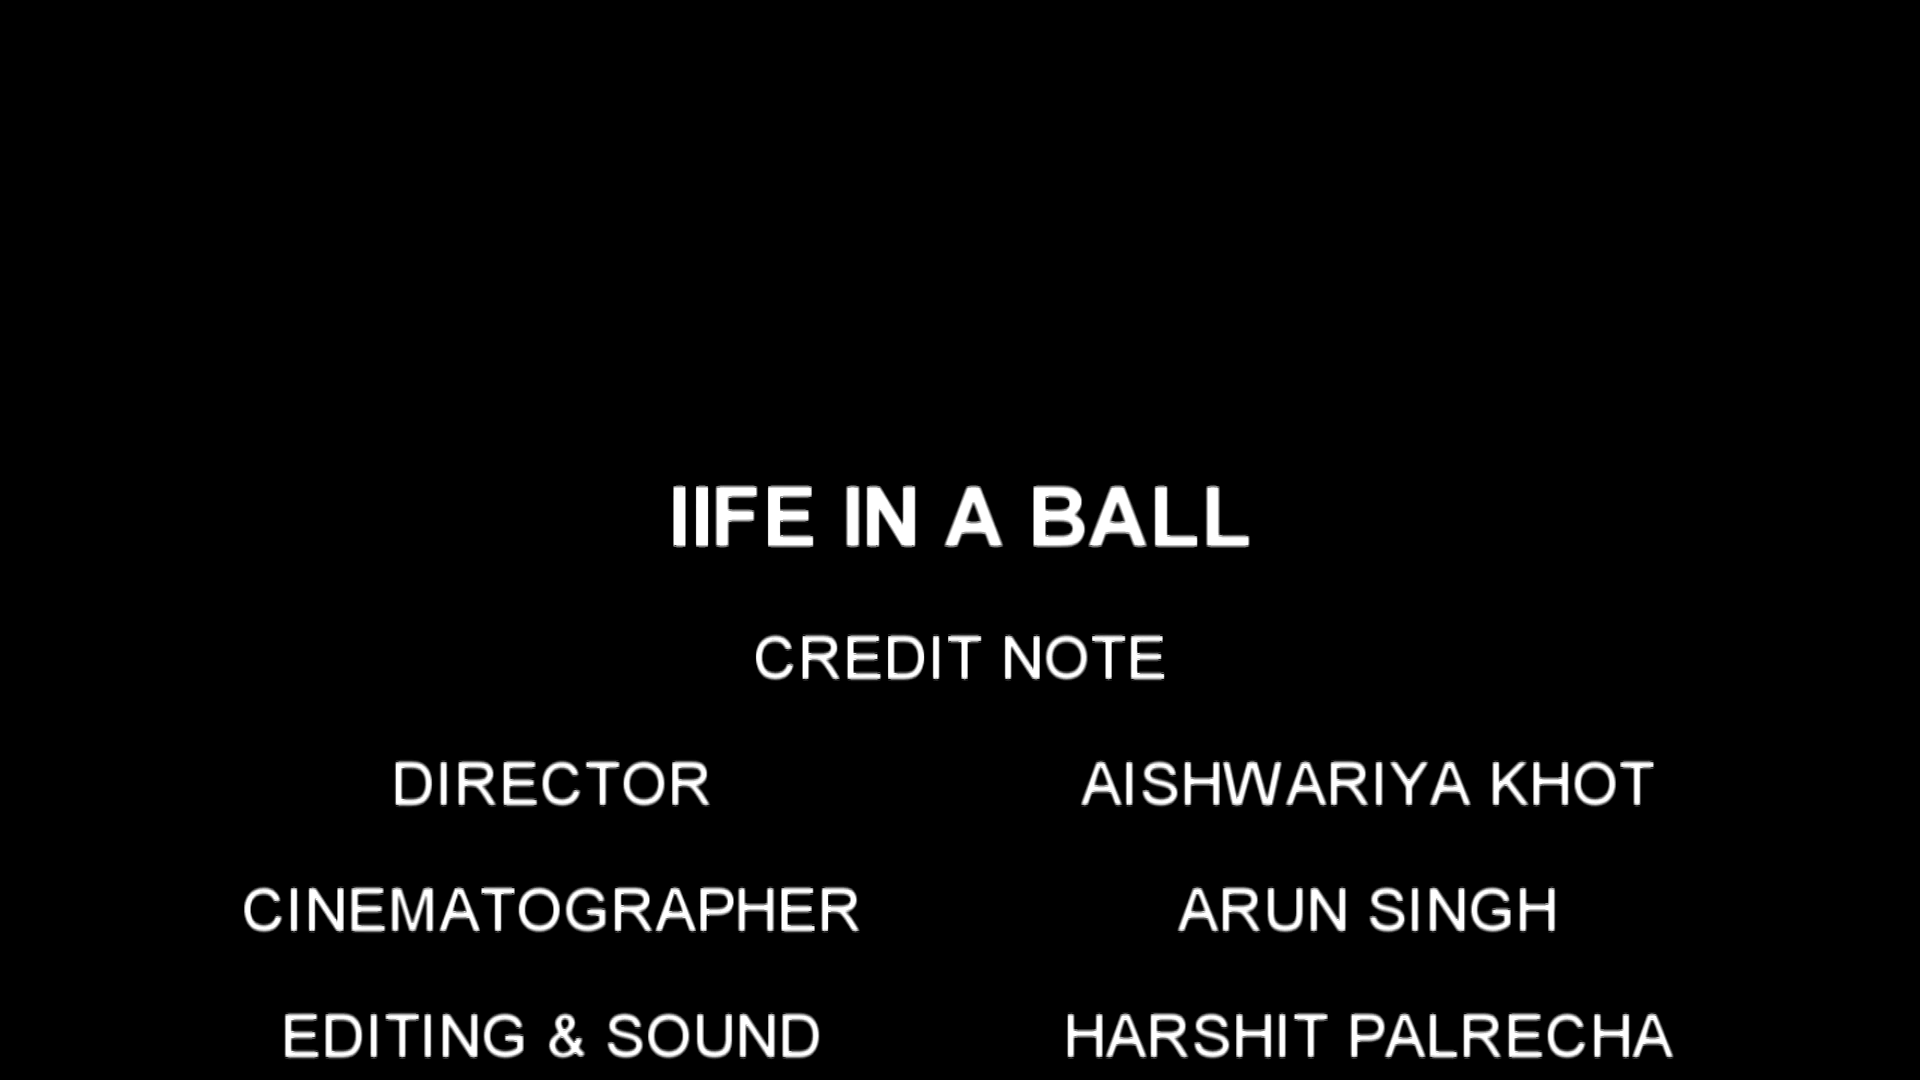 IIFE IN A BALL
CREDIT NOTE
DIRECTOR AISHWARIYA KHOT
CINEMATOGRAPHER ARUN SINGH
EDITING & SOUND HARSHIT PALRECHA